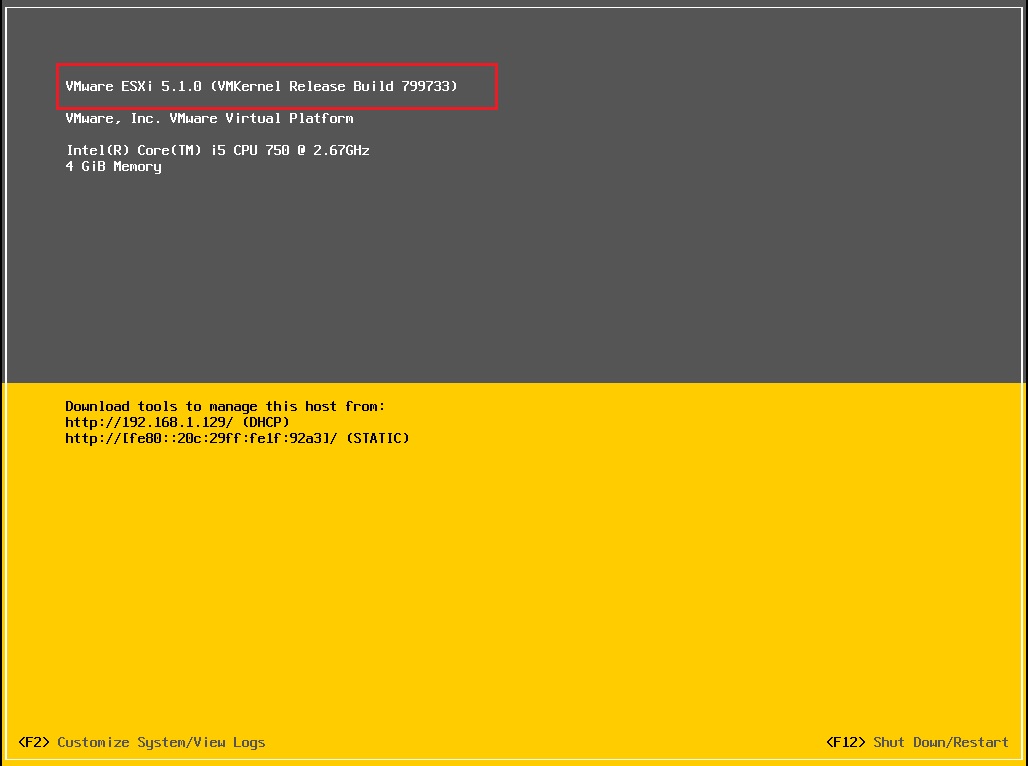 VMware ESXi 5.1.0 (VMKernel Release Build 799733)
VMware, Inc. VMware Virtual Platform
Intel(R) Core(TM) i5 CPU 750 @ 2.67GHz
4 GiB Memory
Download tools to manage this host from:
http://192.168.1.129/ (DHCP)
http://[fe80::20c:29ff:fe1f:92a3]/ (STATIC)
<F2> Customize System/View Logs
<F12> Shut Down/Restart